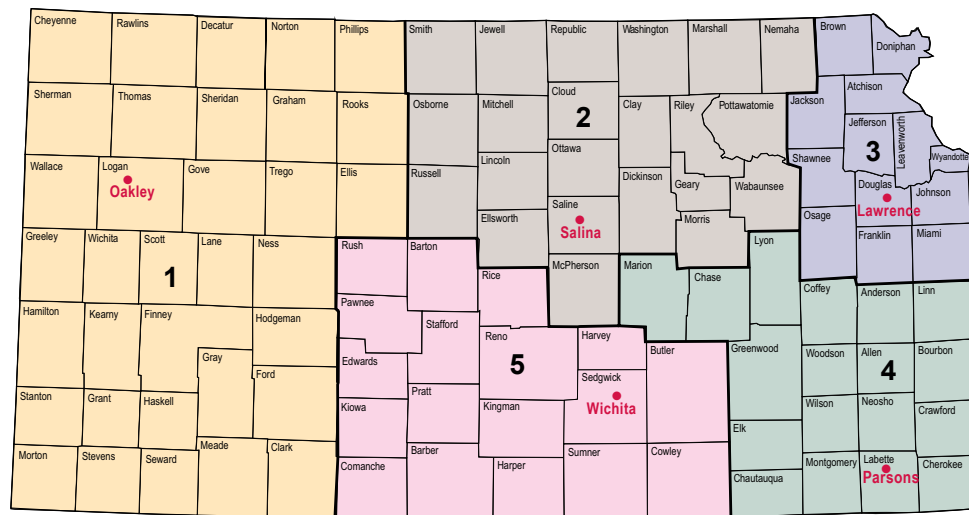 Cheyenne
Rawlins
Decatur
Norton
Phillips
Smith
Jewell
Republic
Washington
Marshall
Nemaha
Brown
Doniphan
Sherman
Thomas
Sheridan
Graham
Rooks
Osborne
Mitchell
Cloud
2
Clay
Riley
Pottawatomie
Jackson
Atchison
Jefferson
Leavenworth
Wyandotte
3
Wallace
Logan
Oakley
Gove
Trego
Ellis
Russell
Lincoln
Ottawa
Dickinson
Geary
Wabaunsee
Shawnee
Douglas
Lawrence
Johnson
Ellsworth
Saline
Salina
Morris
Osage
Franklin
Miami
Greeley
Wichita
Scott
Lane
Ness
1
Rush
Barton
Rice
McPherson
Marion
Chase
Lyon
Coffey
Anderson
Linn
Hamilton
Kearny
Finney
Hodgeman
Pawnee
Stafford
Reno
Harvey
Butler
Greenwood
Woodson
Allen
Bourbon
4
Gray
Ford
Edwards
5
Sedgwick
Wichita
Stanton
Grant
Haskell
Kiowa
Pratt
Kingman
Elk
Wilson
Neosho
Crawford
Morton
Stevens
Seward
Meade
Clark
Comanche
Barber
Harper
Sumner
Cowley
Chautauqua
Montgomery
Labette
Parsons
Cherokee